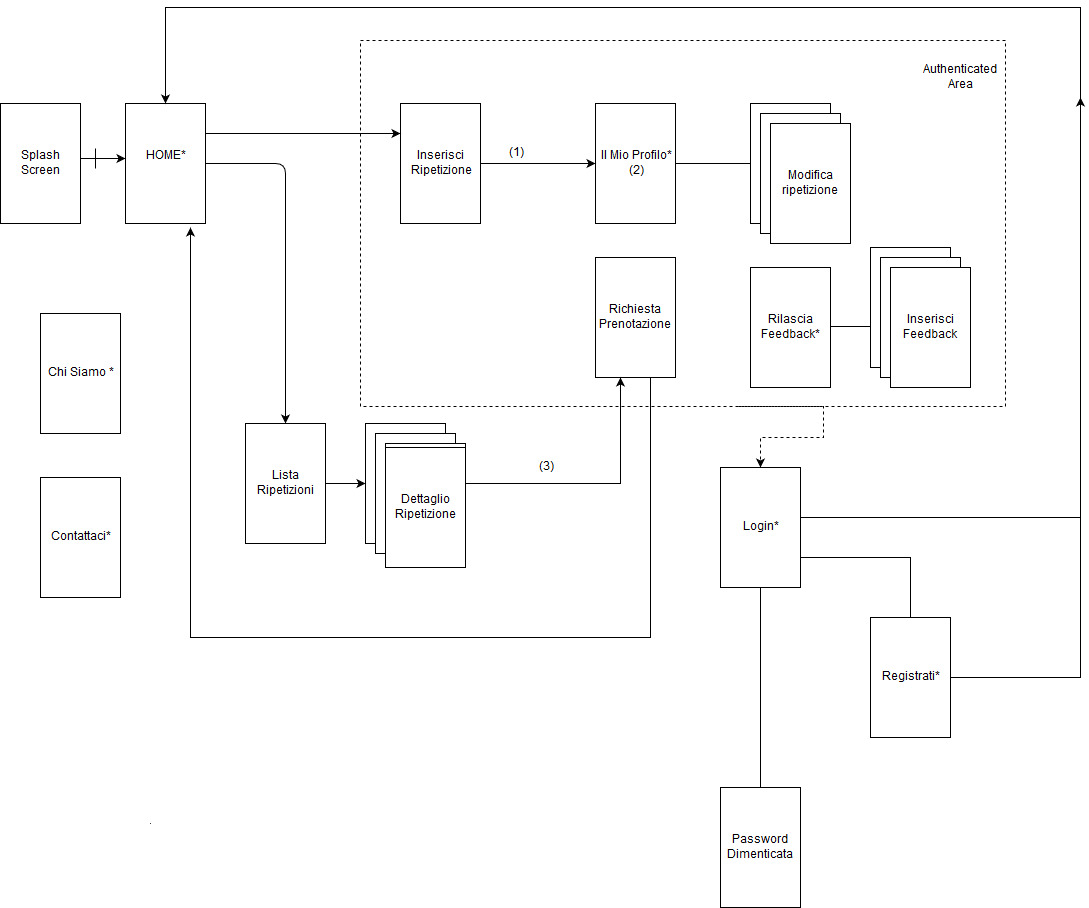 Authenticated
Area
Splash
Screen
HOME*
Inserisci
Ripetizione
(1)
Il Mio Profilo*
(2)
Modifica
ripetizione
Richiesta
Prenotazione
Rilascia
Feedback*
Inserisci
Feedback
Chi Siamo *
Lista
Ripetizioni
(3)
Dettaglio
Ripetizione
Contattaci*
Login*
Registrati*
Password
Dimenticata
.